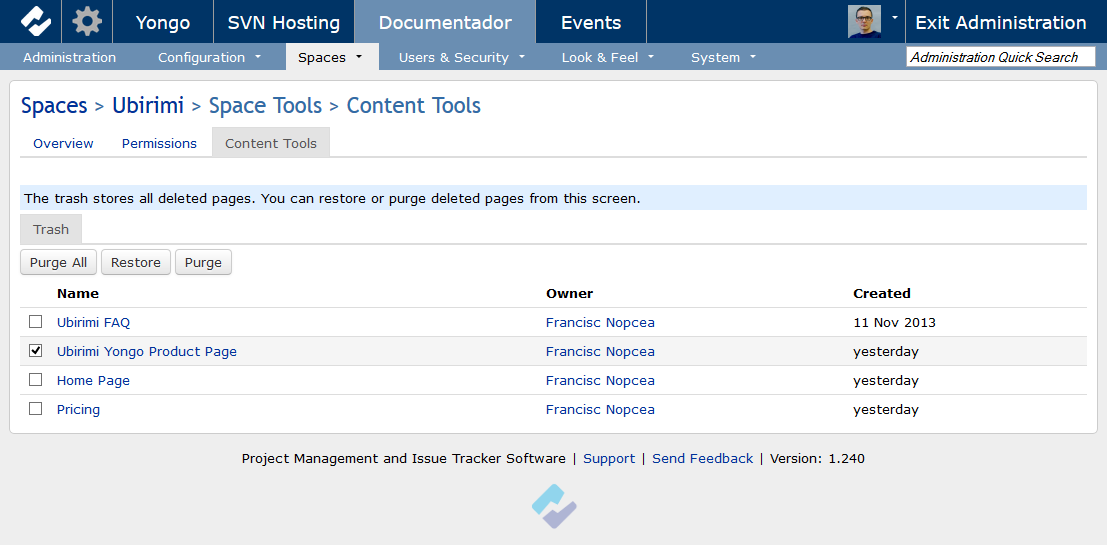 Yongo SVN Hosting Documentador Events Exit Administration
Administration Configuration Spaces Users & Security Look & Feel System Administration Quick Search
Spaces > Ubirimi > Space Tools > Content Tools
Overview Permissions Content Tools
The trash stores all deleted pages. You can restore or purge deleted pages from this screen.
Trash
Purge All Restore Purge
Name Owner Created
Ubirimi FAQ Francisc Nopcea 11 Nov 2013
Ubirimi Yongo Product Page Francisc Nopcea yesterday
Home Page Francisc Nopcea yesterday
Pricing Francisc Nopcea yesterday
Project Management and Issue Tracker Software | Support | Send Feedback | Version: 1.240